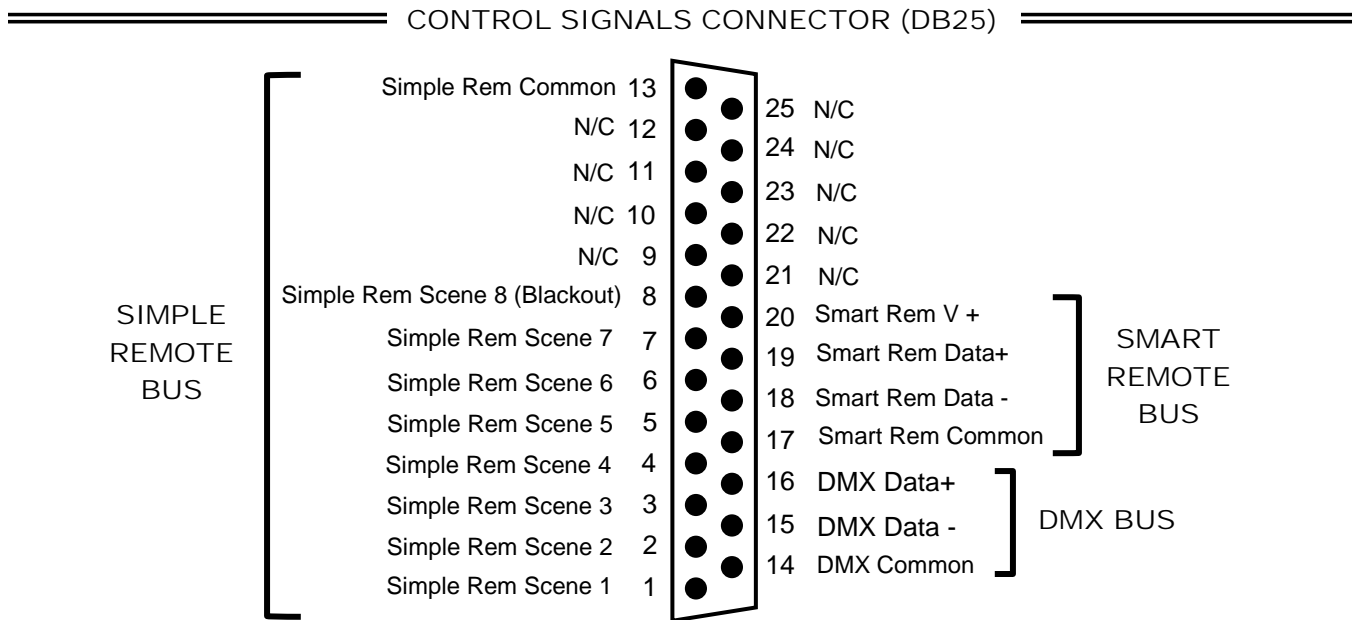 CONTROL SIGNALS CONNECTOR (DB25)
Simple Rem Common 13
N/C 12
N/C 11
N/C 10
N/C 9
Simple Rem Scene 8 (Blackout) 8
Simple Rem Scene 7 7
Simple Rem Scene 6 6
Simple Rem Scene 5 5
Simple Rem Scene 4 4
Simple Rem Scene 3 3
Simple Rem Scene 2 2
Simple Rem Scene 1 1
SIMPLE
REMOTE
BUS
25 N/C
24 N/C
23 N/C
22 N/C
21 N/C
20 Smart Rem V +
19 Smart Rem Data+
18 Smart Rem Data -
17 Smart Rem Common
16 DMX Data+
15 DMX Data -
14 DMX Common
SMART
REMOTE
BUS
DMX BUS